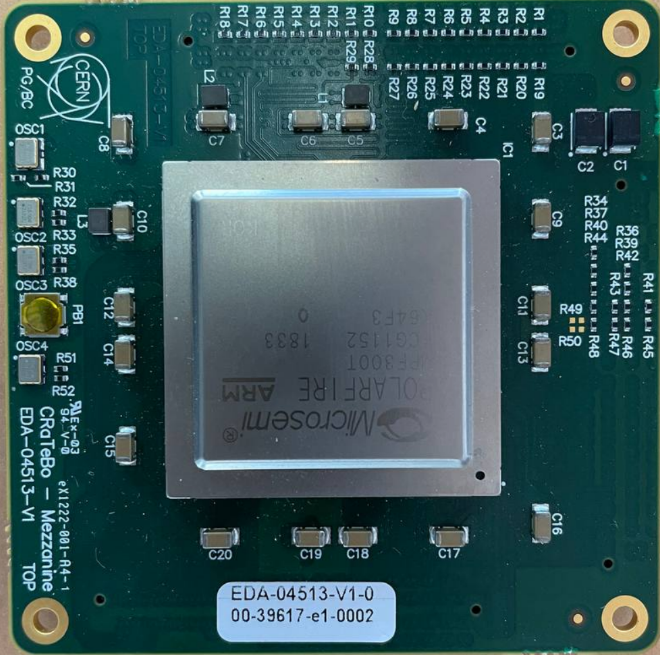 R18 R17 R16 R15 R14 R13 R12 R11 R10 R9 R8 R7 R6 R5 R4 R3 R2 R1
EDA-04513-V1
TOP
R29 R28 R27 R26 R25 R24 R23 R22 R21 R20 R19
CERN
PC/BC
L2
L1
C8
C7
C6
C5
C4
C3
C2
C1
IC1
OSC1
R30
R31
R32
R33
OSC2
R35
R38
OSC3
L3
C10
C9
R34
R37
R40
R44
R36
R39
R42
PB1
C12
C11
R49
R50
R43
R41
R48
R47
R46
R45
OSC4
R51
R52
C14
C13
Microsemi®
POLARFIRE ARM
1833
0
C15
Ex-03
94 V-0
CRaTeBo – Mezzanine
EDA-04513-V1 TOP
eX1222-001-A4-1
C16
C20
C19
C18
C17
EDA-04513-V1-0
00-39617-e1-0002